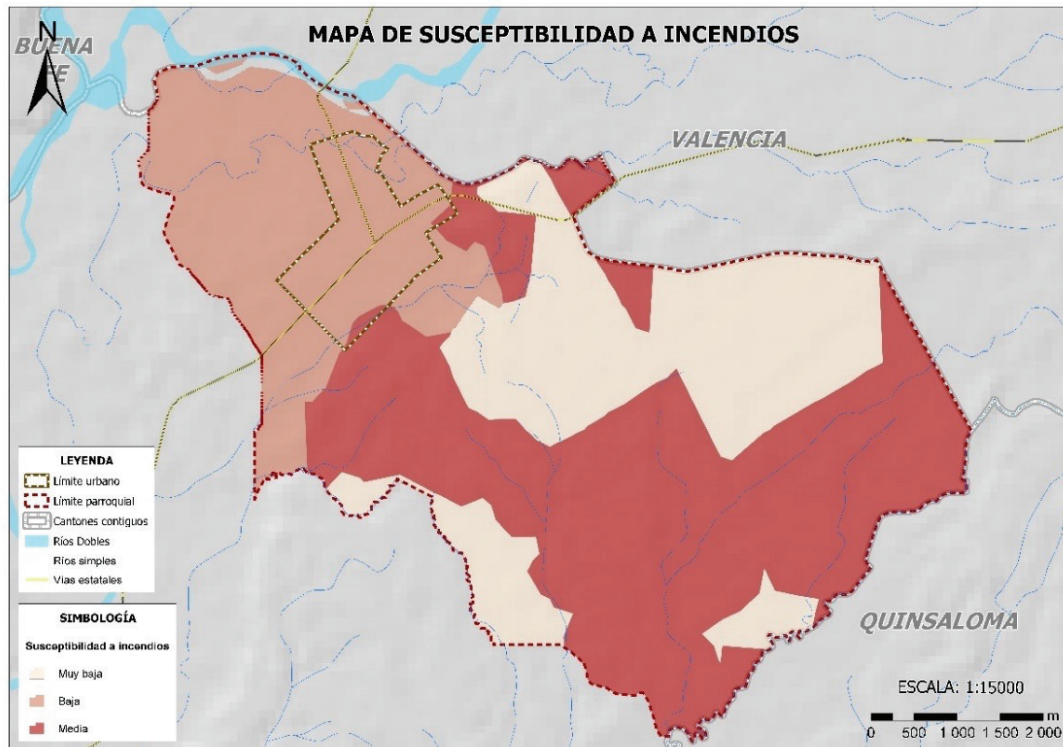 MAPA DE SUSCEPTIBILIDAD A INCENDIOS
BUENA
FE
VALENCIA
QUINSALOMA
LEYENDA
Límite urbano
Límite parroquial
Cantones contiguos
Ríos Dobles
Ríos simples
Vías estatales
SIMBOLOGÍA
Susceptibilidad a incendios
Muy baja
Baja
Media
ESCALA: 1:15000
0 500 1 000 1 500 2 000 m